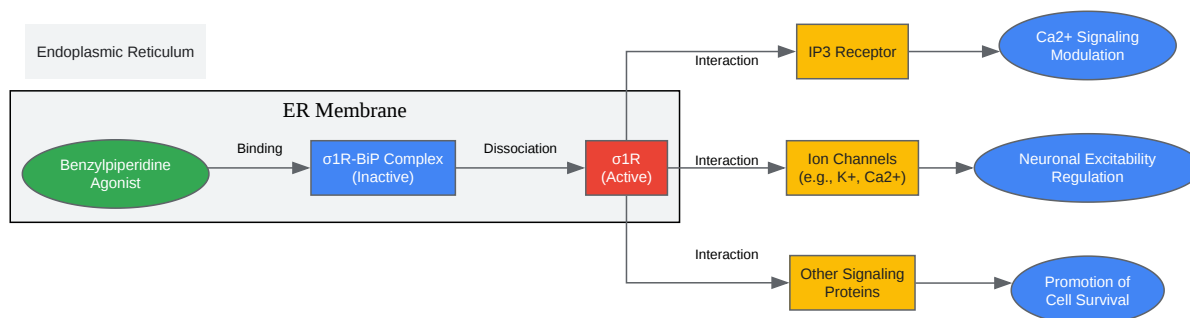 Endoplasmic Reticulum
ER Membrane
Benzylpiperidine
Agonist
Binding
σ1R-BiP Complex
(Inactive)
Dissociation
σ1R
(Active)
Interaction
IP3 Receptor
Ca2+ Signaling
Modulation
Interaction
Ion Channels
(e.g., K+, Ca2+)
Neuronal Excitability
Regulation
Interaction
Other Signaling
Proteins
Promotion of
Cell Survival